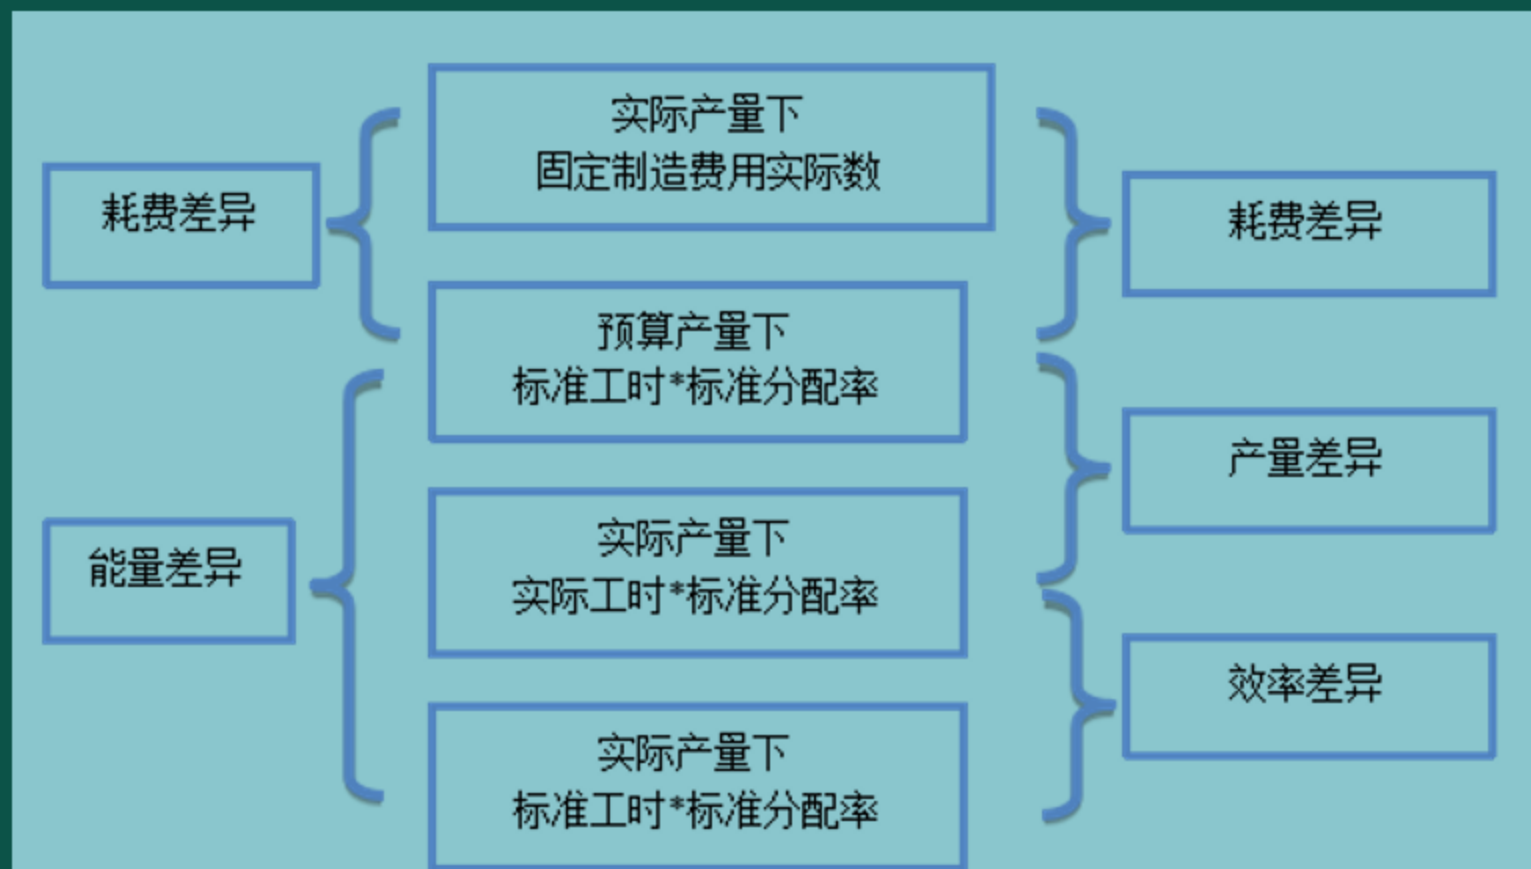 实际产量下
固定制造费用实际数
耗费差异
耗费差异
预算产量下
标准工时*标准分配率
产量差异
实际产量下
实际工时*标准分配率
能量差异
效率差异
实际产量下
标准工时*标准分配率